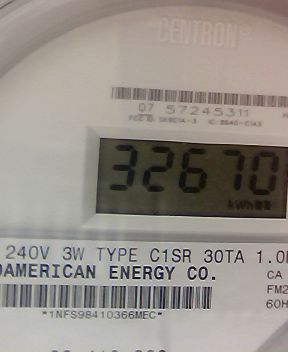 CENTRON®
07 57245311
32670
kWh
240V 3W TYPE C1SR 30TA 1.0
CA
AMERICAN ENERGY CO.
FM2
60H
*1NFS98410366MEC*